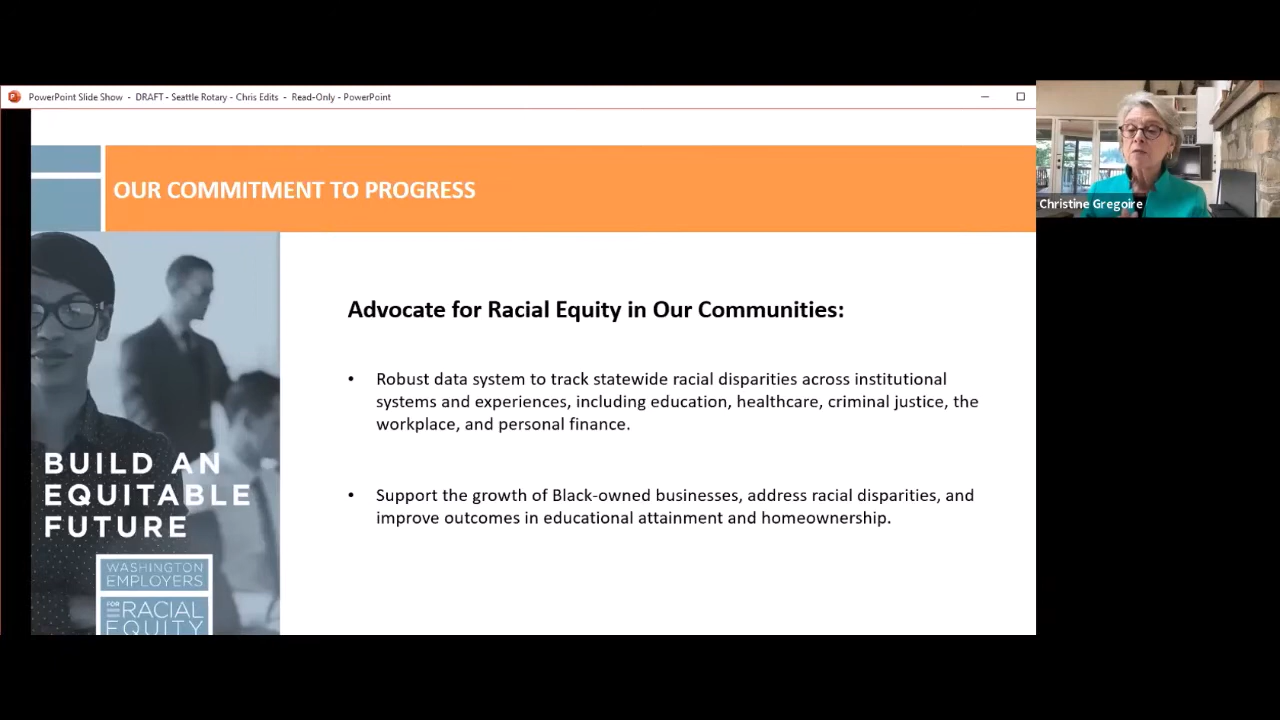 PowerPoint Slide Show - DRAFT - Seattle Rotary - Chris Edits - Read-Only - PowerPoint
OUR COMMITMENT TO PROGRESS
Christine Gregoire
Advocate for Racial Equity in Our Communities:
• Robust data system to track statewide racial disparities across institutional
systems and experiences, including education, healthcare, criminal justice, the
workplace, and personal finance.
• Support the growth of Black-owned businesses, address racial disparities, and
improve outcomes in educational attainment and homeownership.
BUILD AN
EQUITABLE
FUTURE
WASHINGTON
EMPLOYERS
FOR RACIAL
EQUITY